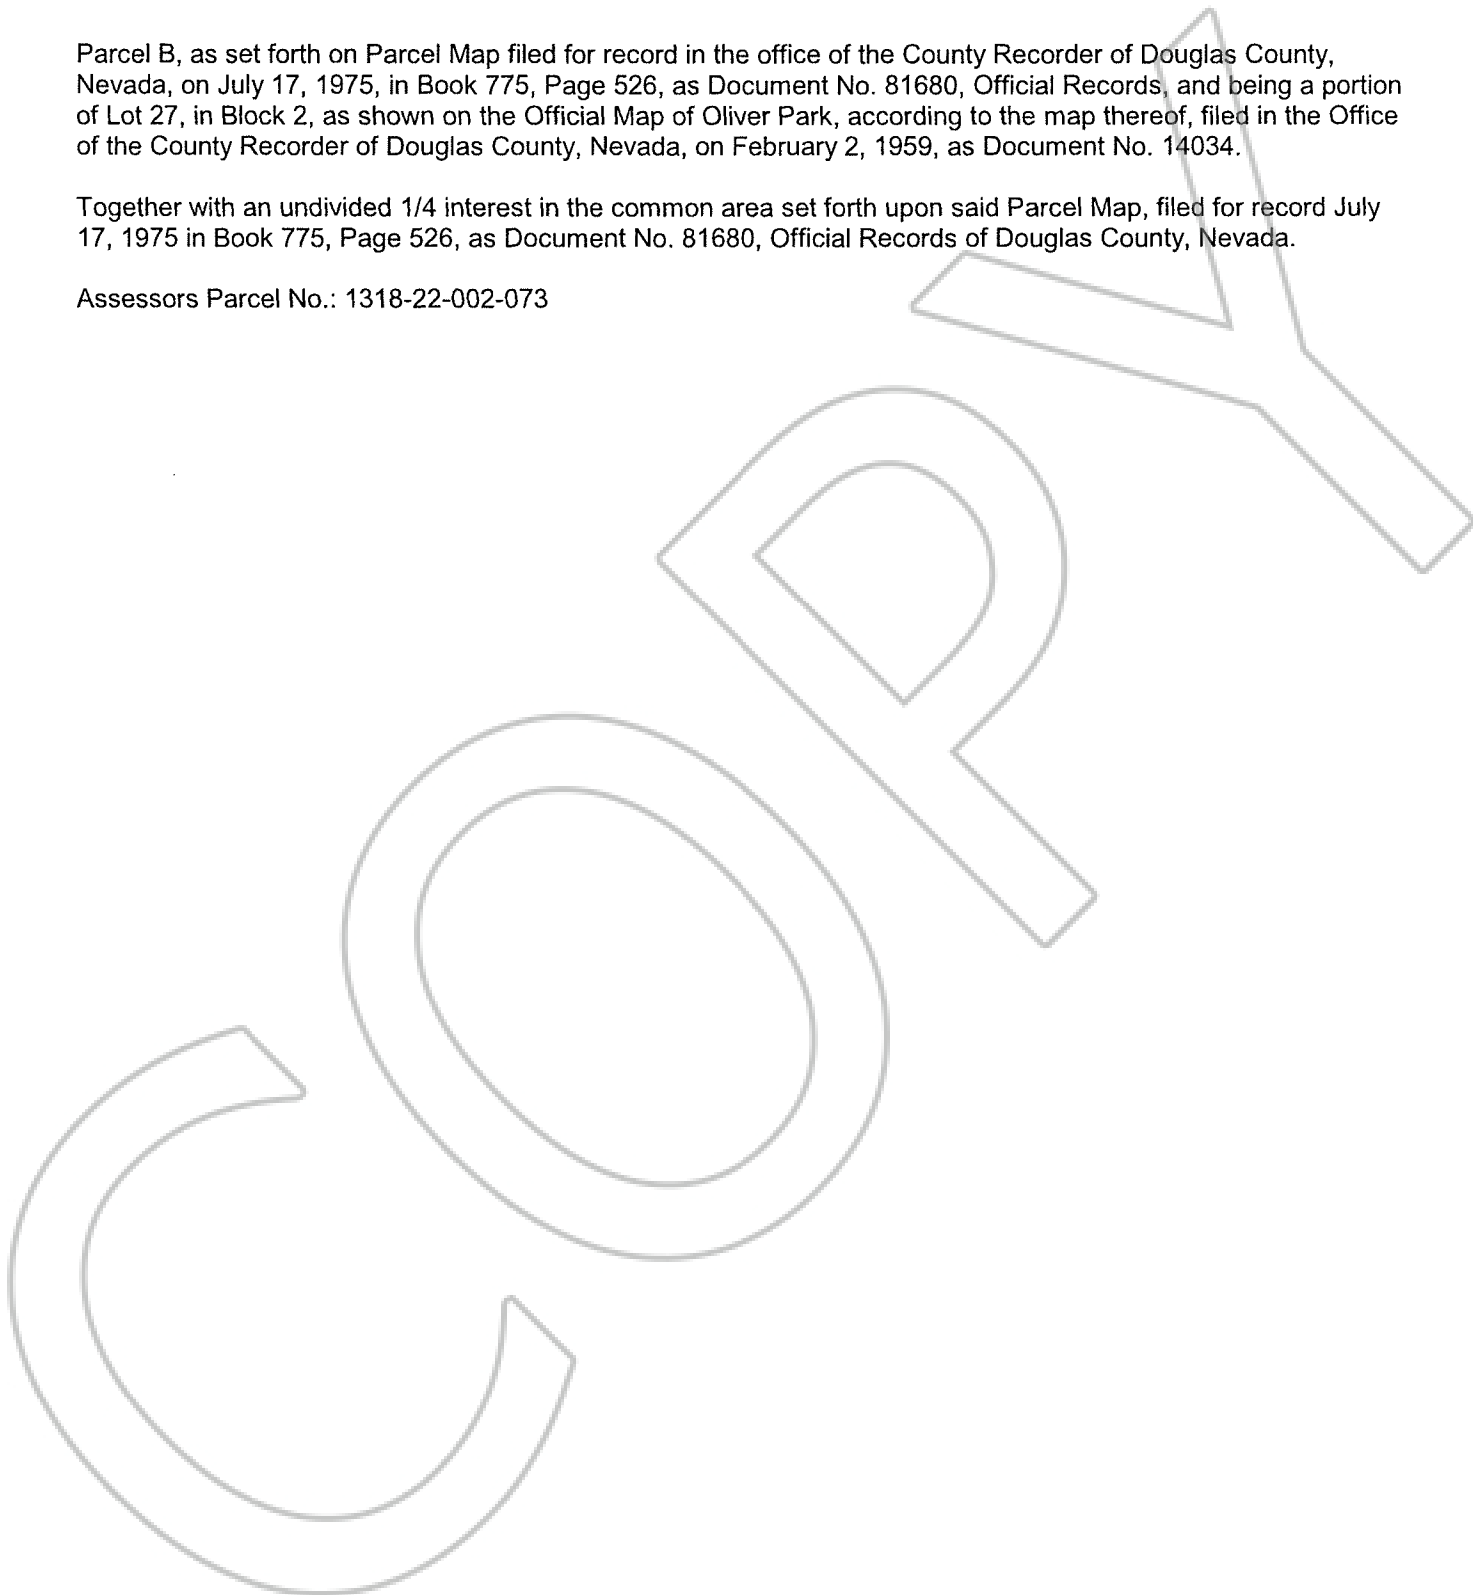 Parcel B, as set forth on Parcel Map filed for record in the office of the County Recorder of Douglas County,
Nevada, on July 17, 1975, in Book 775, Page 526, as Document No. 81680, Official Records, and being a portion
of Lot 27, in Block 2, as shown on the Official Map of Oliver Park, according to the map thereof, filed in the Office
of the County Recorder of Douglas County, Nevada, on February 2, 1959, as Document No. 14034.
Together with an undivided 1/4 interest in the common area set forth upon said Parcel Map, filed for record July
17, 1975 in Book 775, Page 526, as Document No. 81680, Official Records of Douglas County, Nevada.
Assessors Parcel No.: 1318-22-002-073
COPY